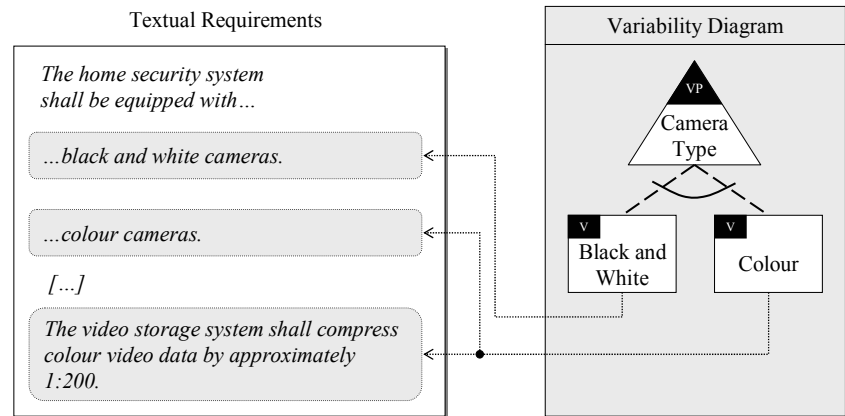 Textual Requirements
The home security system
shall be equipped with…
…black and white cameras.
…colour cameras.
[…]
The video storage system shall compress
colour video data by approximately
1:200.
Variability Diagram
VP
Camera
Type
V
Black and
White
V
Colour